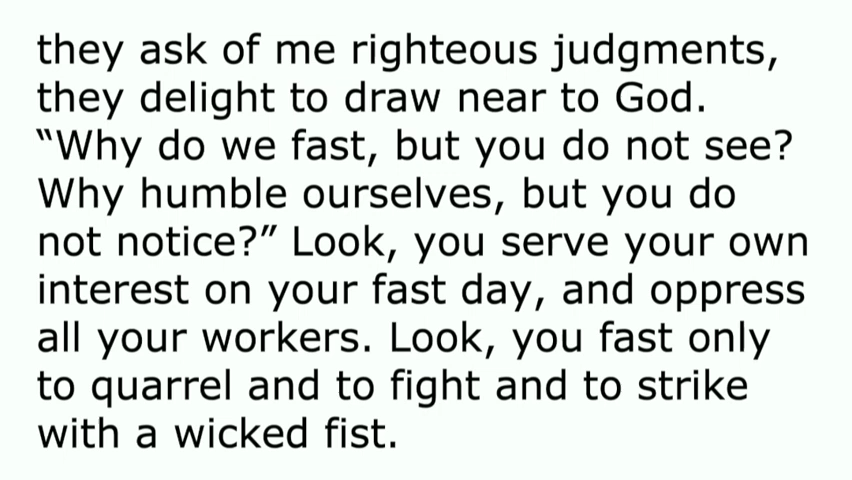 they ask of me righteous judgments,
they delight to draw near to God.
“Why do we fast, but you do not see?
Why humble ourselves, but you do
not notice?” Look, you serve your own
interest on your fast day, and oppress
all your workers. Look, you fast only
to quarrel and to fight and to strike
with a wicked fist.